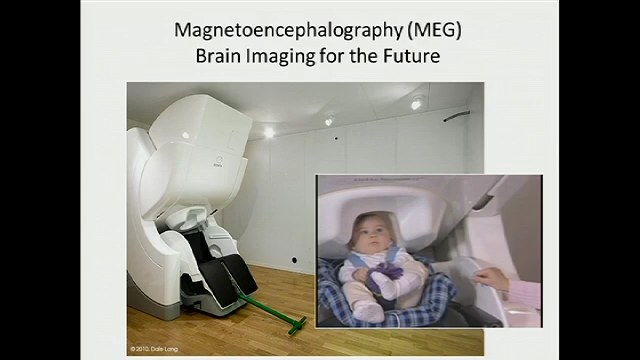 Magnetoencephalography (MEG)
Brain Imaging for the Future
©2010, Dale Long